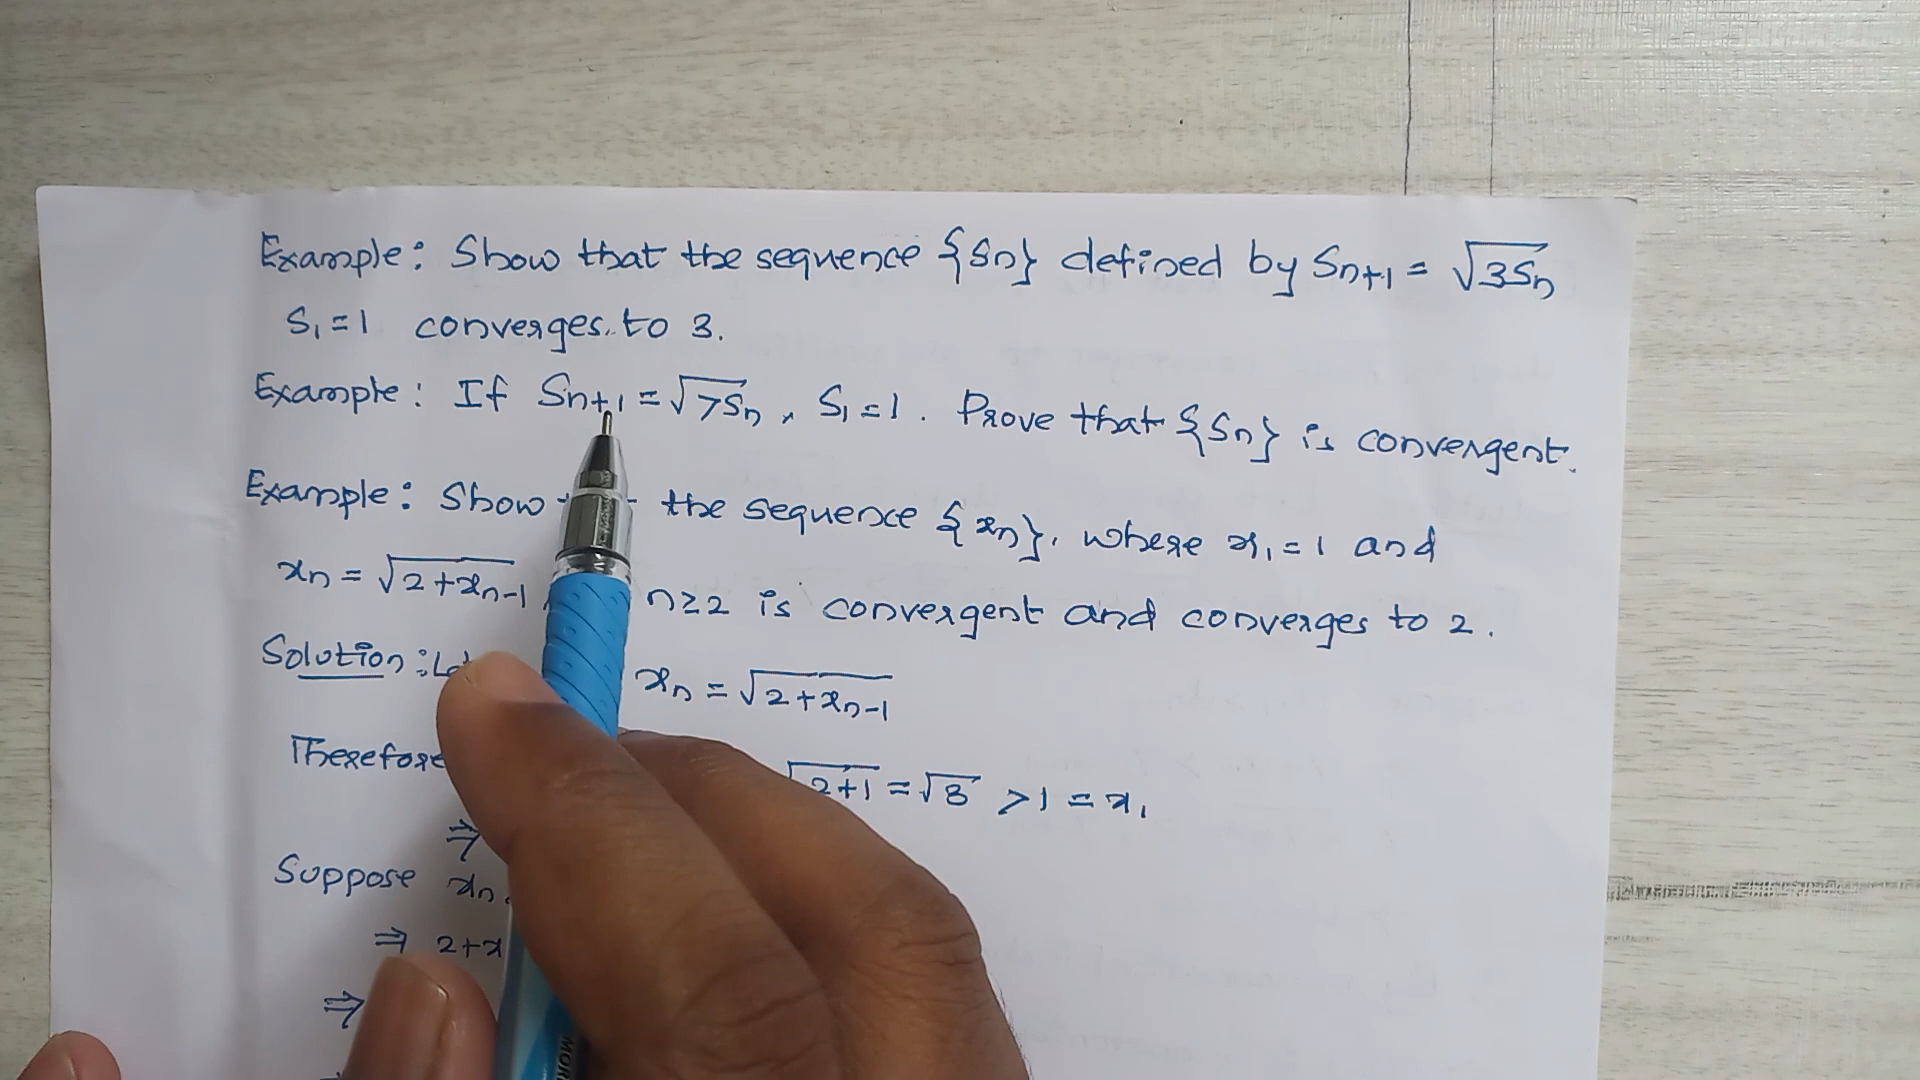 Example: Show that the sequence {Sn} defined by Sn+1 = √3Sn
S1=1 converges to 3.
Example: If Sn+1 = √7Sn, S1=1. Prove that {Sn} is convergent.
Example: Show the sequence {xn}, where x1=1 and
xn = √2+xn-1 n≥2 is convergent and converges to 2.
Solution: xn = √2+xn-1
Therefore √2+1 = √3 >1 = x1
⇒
Suppose xn
⇒ 2+x
⇒